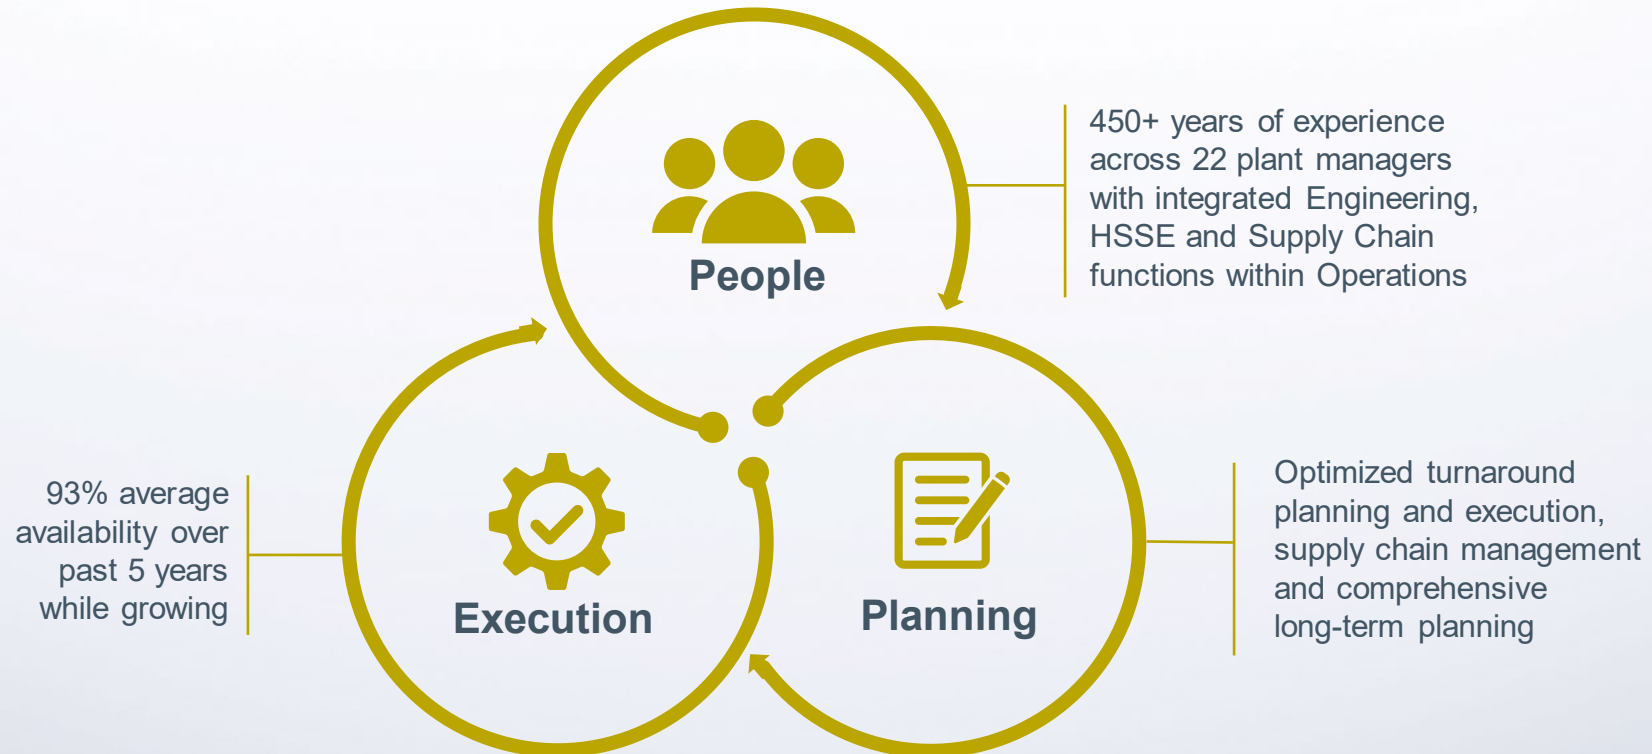 People
450+ years of experience
across 22 plant managers
with integrated Engineering,
HSSE and Supply Chain
functions within Operations
93% average
availability over
past 5 years
while growing
Execution
Planning
Optimized turnaround
planning and execution,
supply chain management
and comprehensive
long-term planning